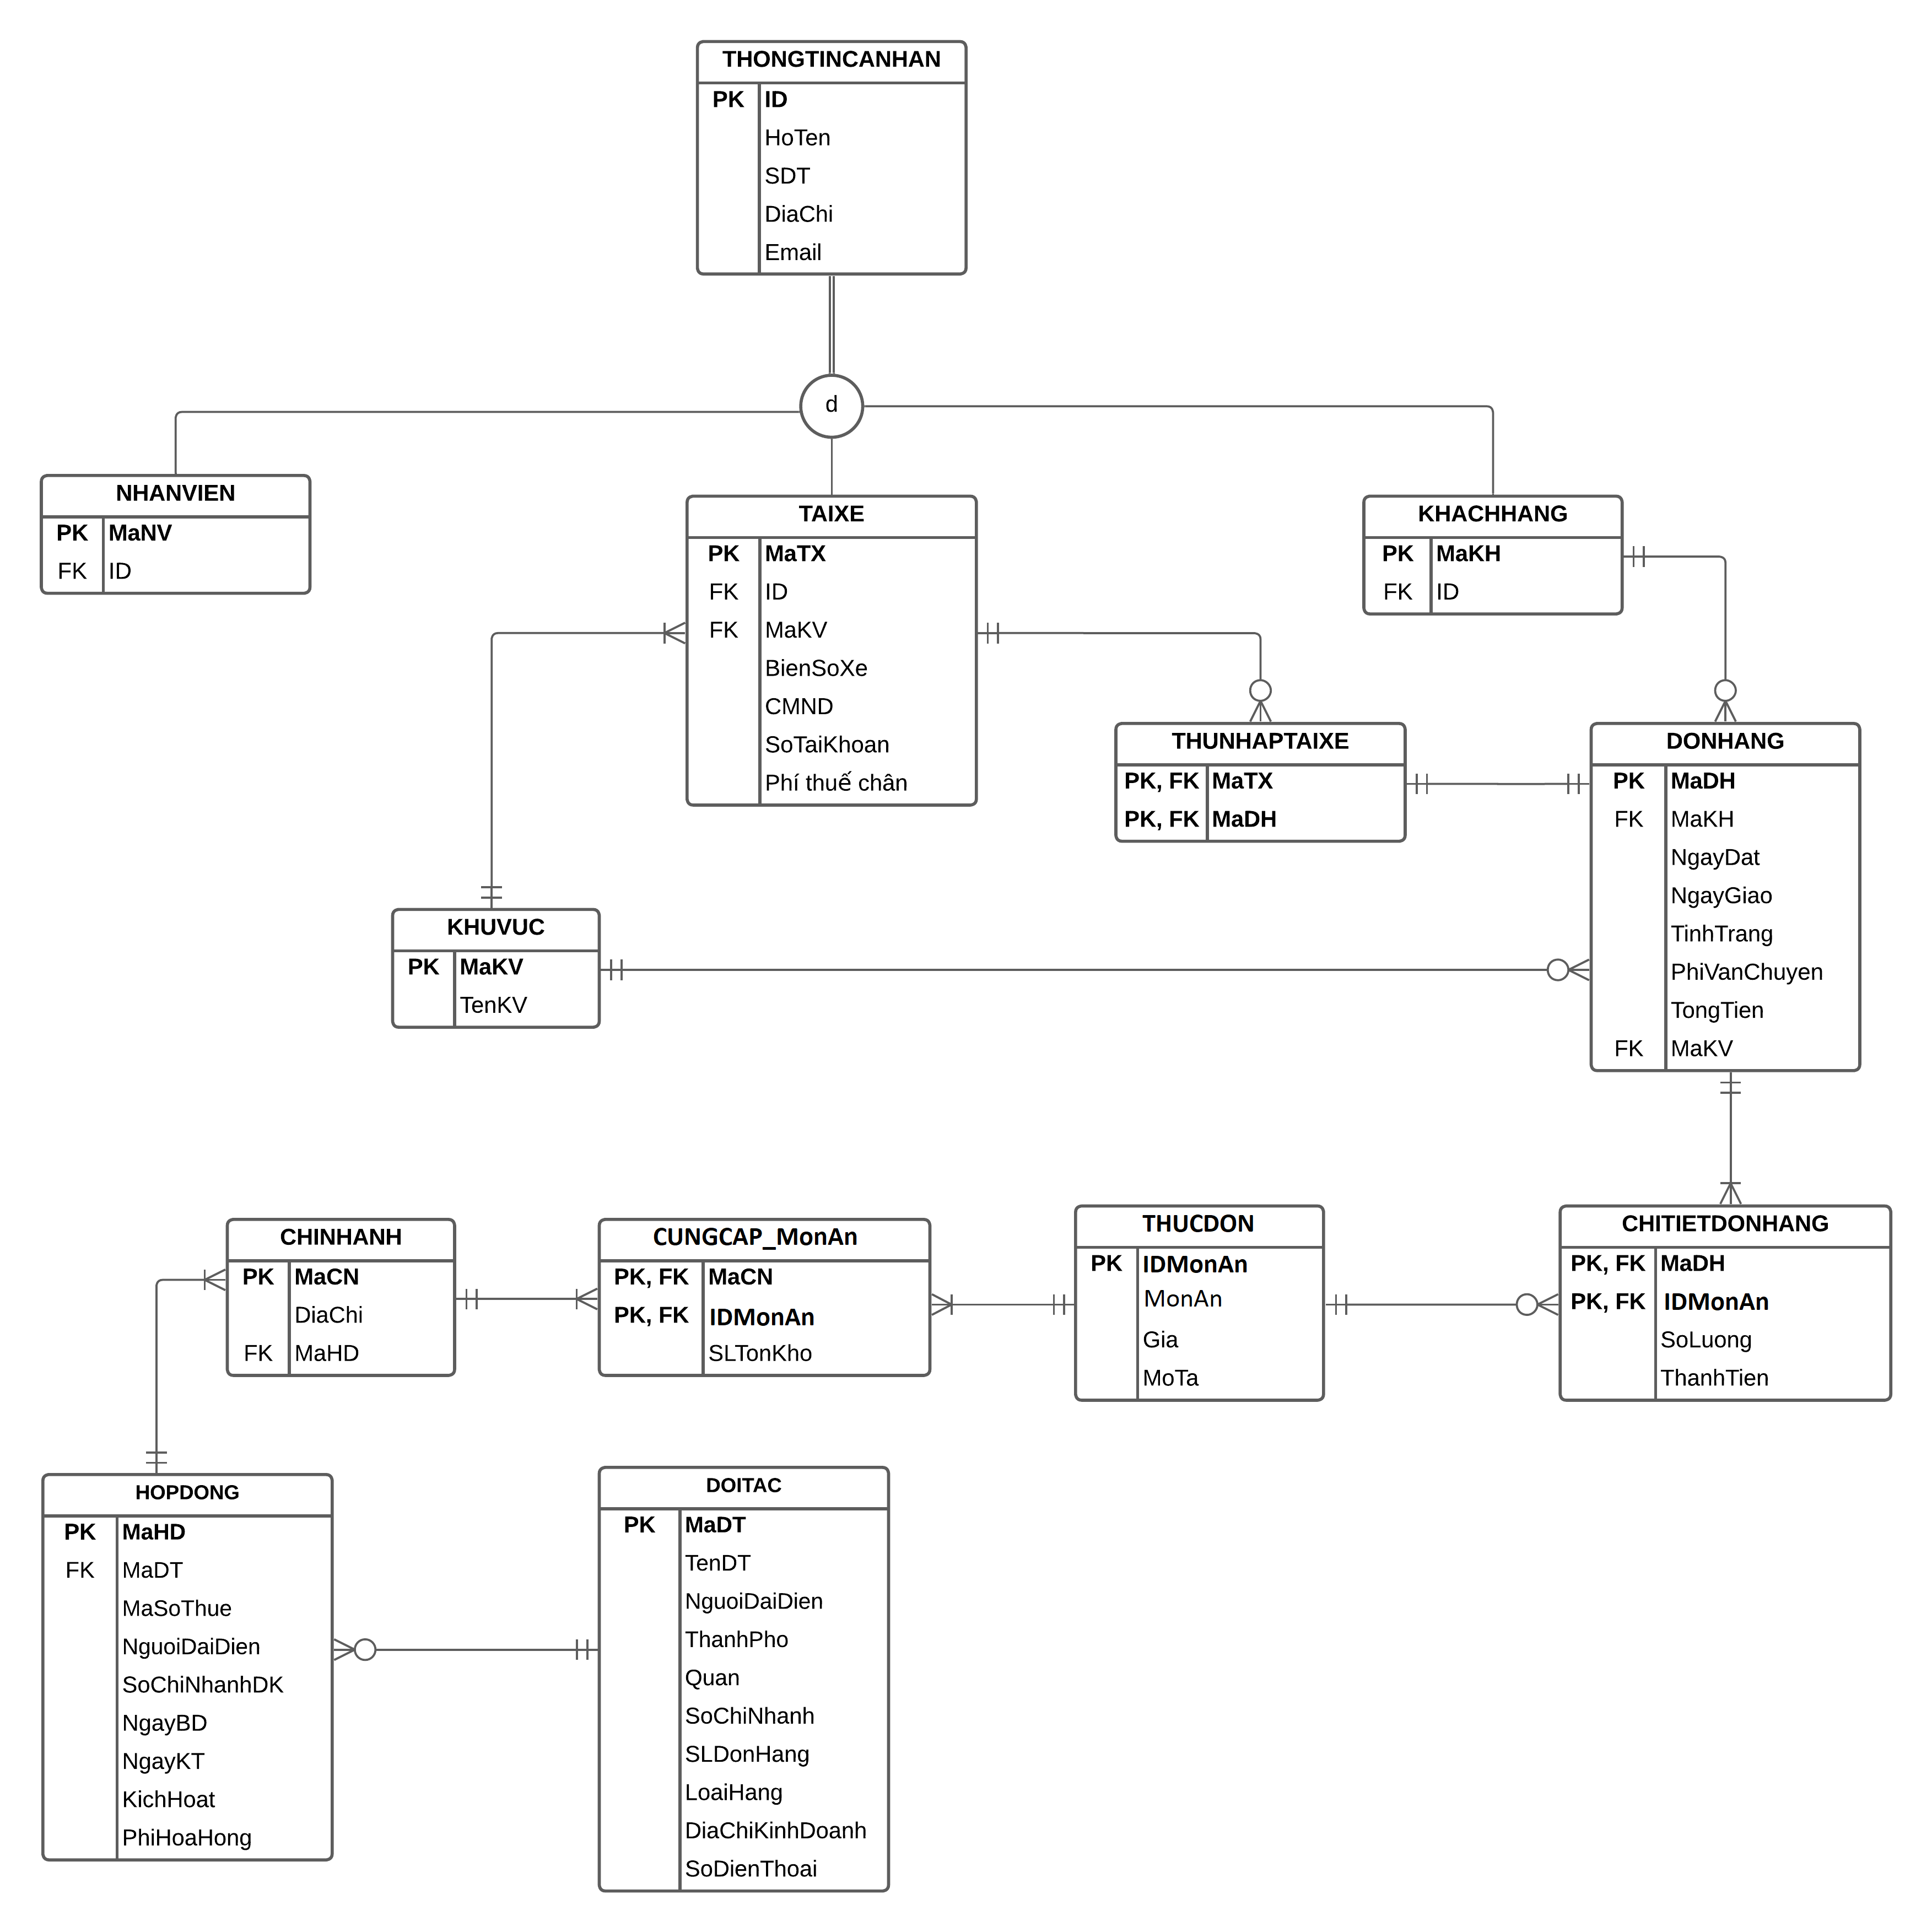 THONGTINCANHAN
PK ID
HoTen
SDT
DiaChi
Email
d
NHANVIEN
PK MaNV
FK ID
TAIXE
PK MaTX
FK ID
FK MaKV
BienSoXe
CMND
SoTaiKhoan
Phí thuế chân
KHACHHANG
PK MaKH
FK ID
THUNHAPTAIXE
PK, FK MaTX
PK, FK MaDH
DONHANG
PK MaDH
FK MaKH
NgayDat
NgayGiao
TinhTrang
PhiVanChuyen
TongTien
FK MaKV
KHUVUC
PK MaKV
TenKV
CHINHANH
PK MaCN
DiaChi
FK MaHD
CUNGCAP_MonAn
PK, FK MaCN
PK, FK IDMonAn
SLTonKho
THUCDON
PK IDMonAn
MonAn
Gia
MoTa
CHITIETDONHANG
PK, FK MaDH
PK, FK IDMonAn
SoLuong
ThanhTien
HOPDONG
PK MaHD
FK MaDT
MaSoThue
NguoiDaiDien
SoChiNhanhDK
NgayBD
NgayKT
KichHoat
PhiHoaHong
DOITAC
PK MaDT
TenDT
NguoiDaiDien
ThanhPho
Quan
SoChiNhanh
SLDonHang
LoaiHang
DiaChiKinhDoanh
SoDienThoai